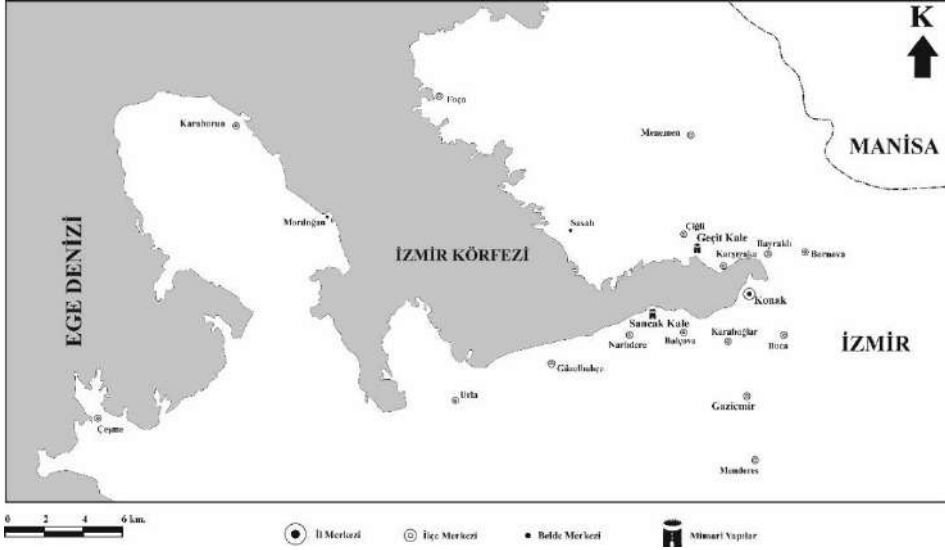 K
Foça
Karaburun
Menemen
MANİSA
Mordoğan
Sasalı
Çiğli
Geçit Kale
Bayraklı
Karşıyaka
Bornova
EGE DENİZİ
İZMİR KÖRFEZİ
Konak
Sancak Kale
Narlıdere
Balçova
Karabağlar
Buca
İZMİR
Güzelbahçe
Urla
Gaziemir
Çeşme
Menderes
0 2 4 6 km.
İl Merkezi
İlçe Merkezi
Belde Merkezi
Mimari Yapılar